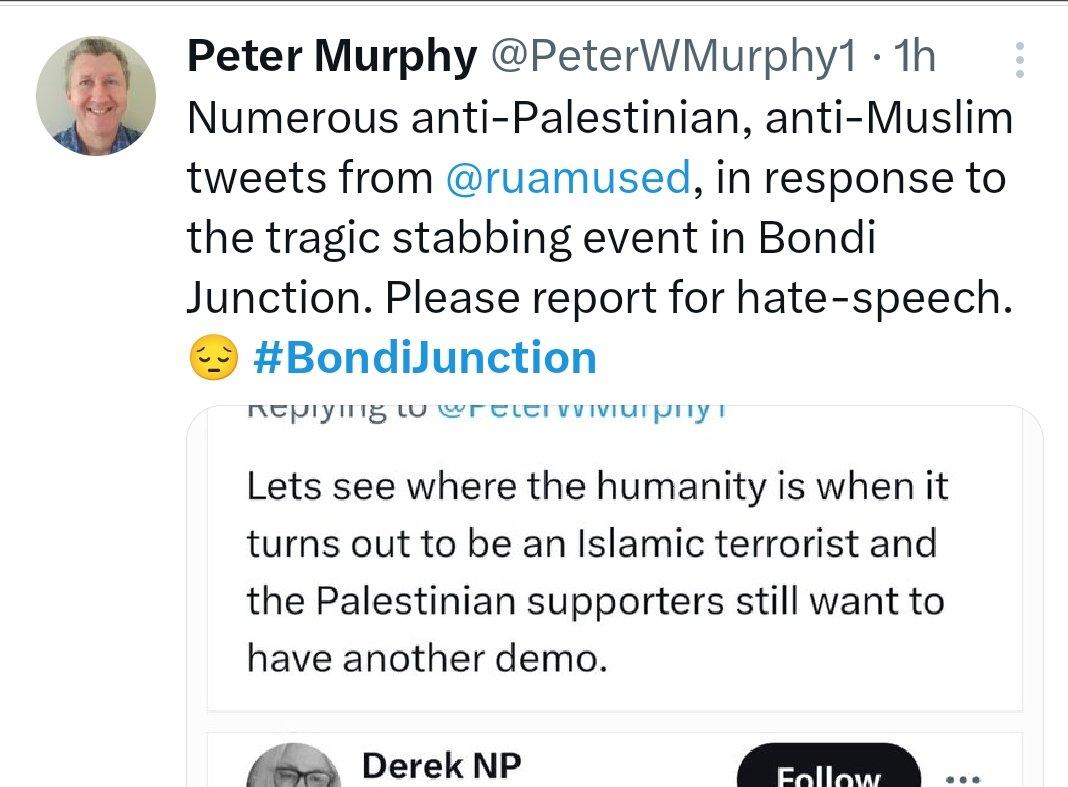 Peter Murphy @PeterWMurphy1 · 1h
Numerous anti-Palestinian, anti-Muslim
tweets from @ruamused, in response to
the tragic stabbing event in Bondi
Junction. Please report for hate-speech.
😔 #BondiJunction
Replying to @PeterWMurphy1
Lets see where the humanity is when it
turns out to be an Islamic terrorist and
the Palestinian supporters still want to
have another demo.
Derek NP
Follow